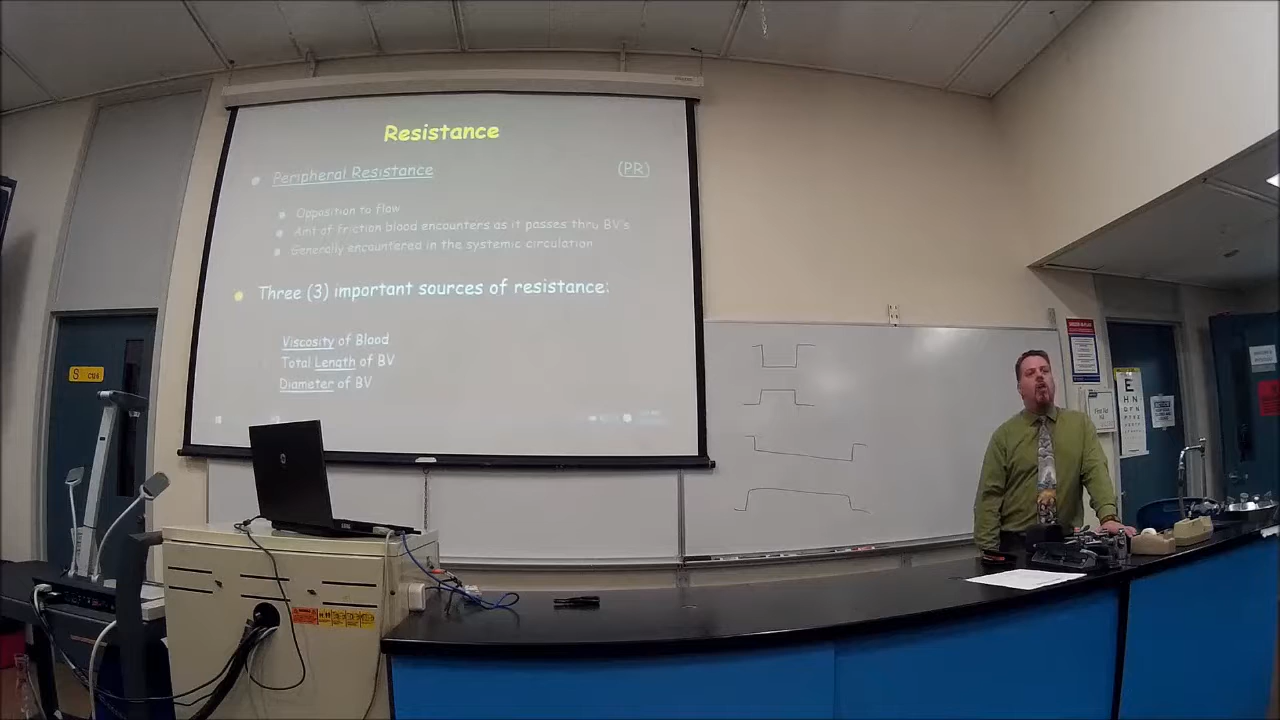 Resistance
Peripheral Resistance (PR)
Opposition to flow
Amt of friction blood encounters as it passes thru BV's
Generally encountered in the systemic circulation
Three (3) important sources of resistance:
Viscosity of Blood
Total Length of BV
Diameter of BV
S
E
H N
D F N